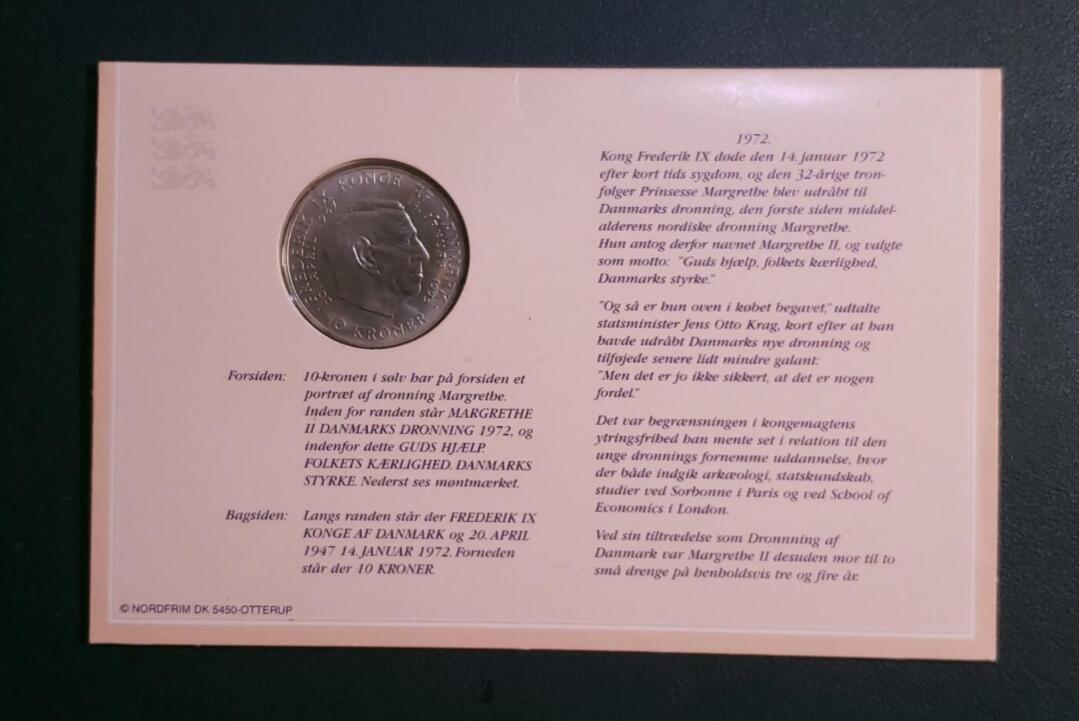 FREDERIK IX KONGE AF DANMARK
20. APRIL 1947
14. JANUAR 1972
10 KRONER
Forsiden: 10-kronen i sølv har på forsiden et
portræt af dronning Margrethe.
Inden for randen står MARGRETHE
II DANMARKS DRONNING 1972, og
indenfor dette GUDS HJÆLP.
FOLKETS KÆRLIGHED. DANMARKS
STYRKE. Nederst ses møntmærket.
Bagsiden: Langs randen står der FREDERIK IX
KONGE AF DANMARK og 20. APRIL
1947 14. JANUAR 1972. Forneden
står der 10 KRONER.
© NORDFRIM DK 5450-OTTERUP
1972.
Kong Frederik IX døde den 14. januar 1972
efter kort tids sygdom, og den 32-årige tron-
følger Prinsesse Margrethe blev udråbt til
Danmarks dronning, den første siden middel-
alderens nordiske dronning Margrethe.
Hun antog derfor navnet Margrethe II, og valgte
som motto: "Guds hjælp, folkets kærlighed,
Danmarks styrke."
"Og så er hun oven i købet begavet," udtalte
statsminister Jens Otto Krag, kort efter at han
havde udråbt Danmarks nye dronning og
tilføjede senere lidt mindre galant:
"Men det er jo ikke sikkert, at det er nogen
fordel."
Det var begrænsningen i kongemagtens
ytringsfrihed han mente set i relation til den
unge dronnings fornemme uddannelse, hvor
der både indgik arkæologi, statskundskab,
studier ved Sorbonne i Paris og ved School of
Economics i London.
Ved sin tiltrædelse som Dronnning af
Danmark var Margrethe II desuden mor til to
små drenge på henholdsvis tre og fire år.